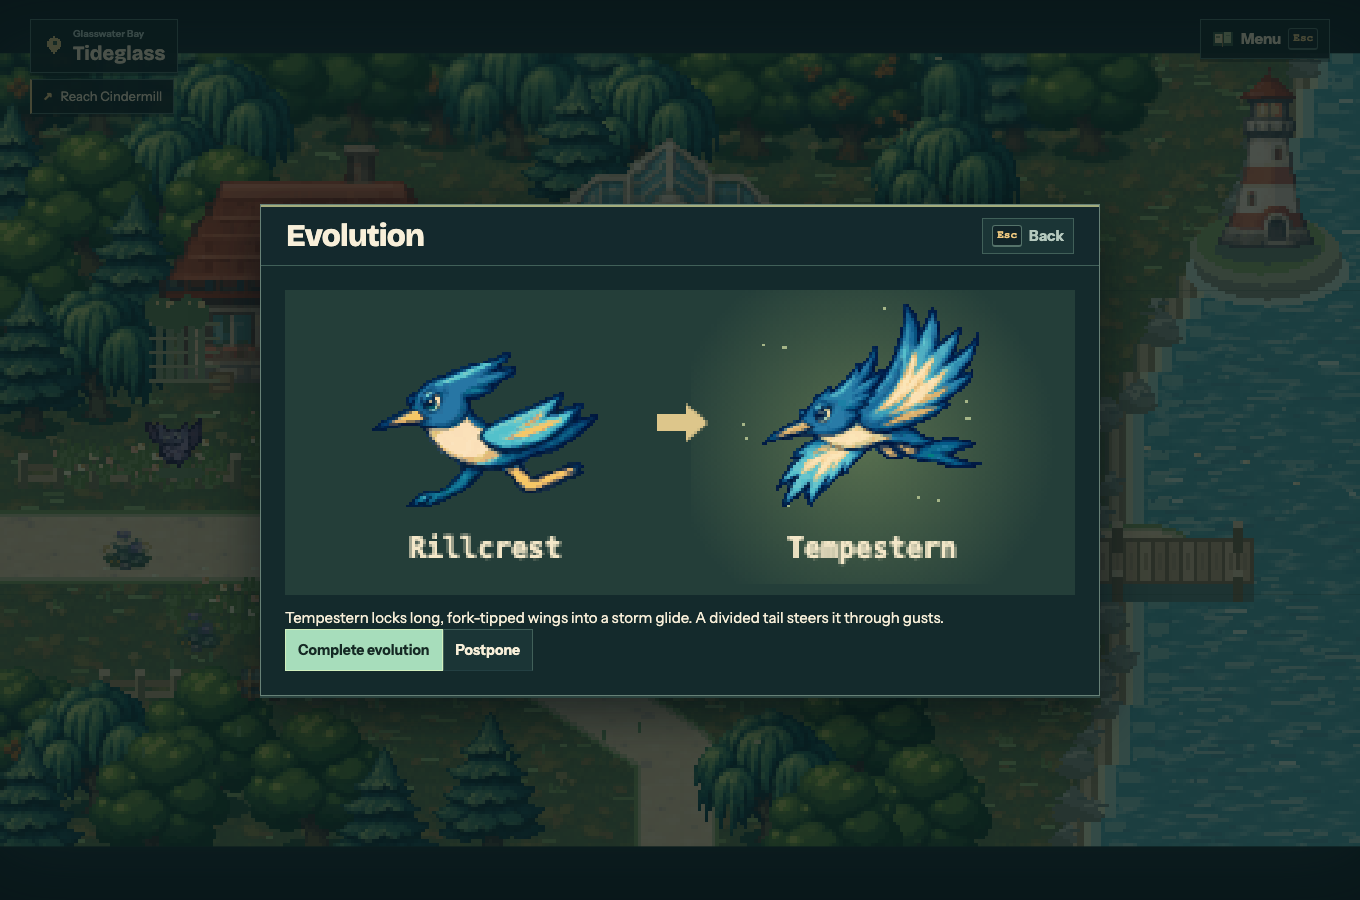 Glasswater Bay
Tideglass
Reach Cindermill
Menu Esc
Evolution
Esc Back
Rillcrest
Tempestern
Tempestern locks long, fork-tipped wings into a storm glide. A divided tail steers it through gusts.
Complete evolution
Postpone